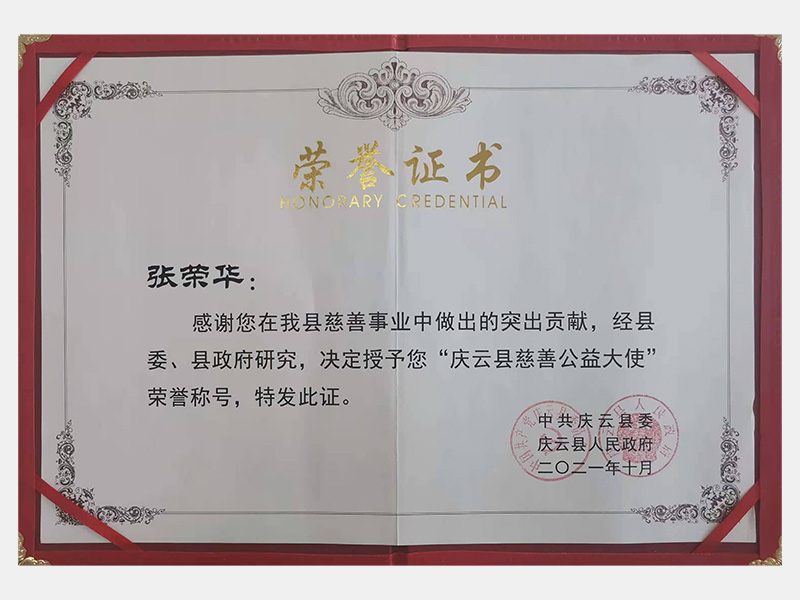 荣誉证书
HONORARY CREDENTIAL
张荣华：
感谢您在我县慈善事业中做出的突出贡献，经县
委、县政府研究，决定授予您“庆云县慈善公益大使”
荣誉称号，特发此证。
中共庆云县委
庆云县人民政府
二〇二一年十月